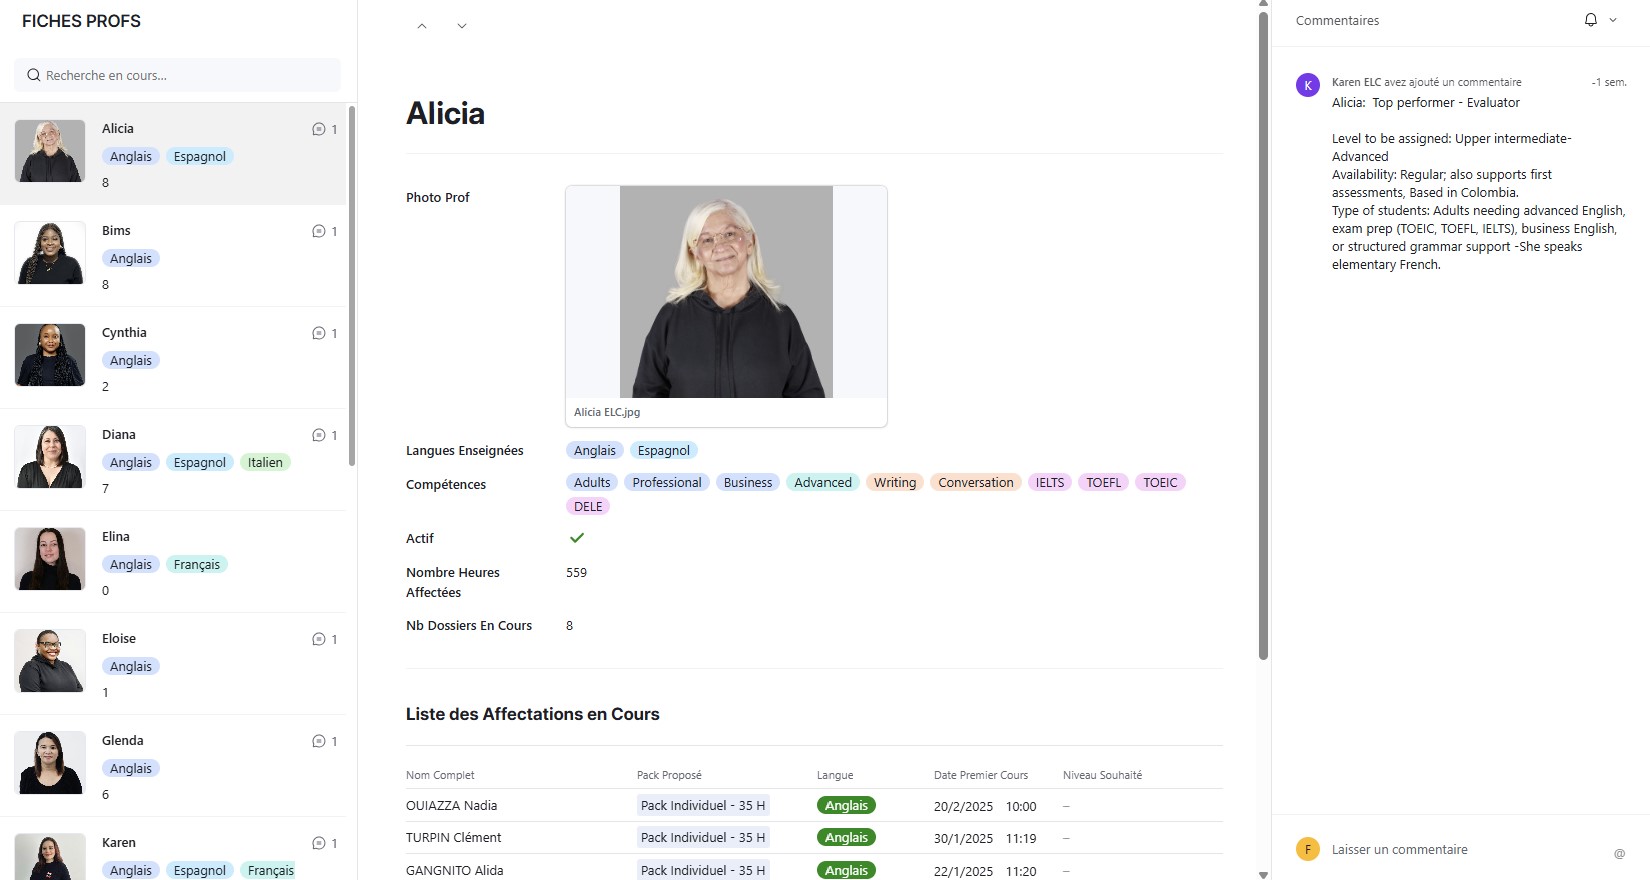 FICHES PROFS
Recherche en cours...
Alicia
1
Anglais Espagnol
8
Bims
1
Anglais
8
Cynthia
1
Anglais
2
Diana
1
Anglais Espagnol Italien
7
Elina
Anglais Français
0
Eloise
1
Anglais
1
Glenda
1
Anglais
6
Karen
1
Anglais Espagnol Français
Alicia
Photo Prof
Alicia ELC.jpg
Langues Enseignées
Anglais Espagnol
Compétences
Adults Professional Business Advanced Writing Conversation IELTS TOEFL TOEIC
DELE
Actif
Nombre Heures
Affectées
559
Nb Dossiers En Cours
8
Liste des Affectations en Cours
Nom Complet Pack Proposé Langue Date Premier Cours Niveau Souhaité
OUIAZZA Nadia Pack Individuel - 35 H Anglais 20/2/2025 10:00 –
TURPIN Clément Pack Individuel - 35 H Anglais 30/1/2025 11:19 –
GANGNITO Alida Pack Individuel - 35 H Anglais 22/1/2025 11:20 –
Commentaires
K
Karen ELC avez ajouté un commentaire -1 sem.
Alicia: Top performer - Evaluator
Level to be assigned: Upper intermediate-
Advanced
Availability: Regular; also supports first
assessments, Based in Colombia.
Type of students: Adults needing advanced English,
exam prep (TOEIC, TOEFL, IELTS), business English,
or structured grammar support -She speaks
elementary French.
F
Laisser un commentaire
@